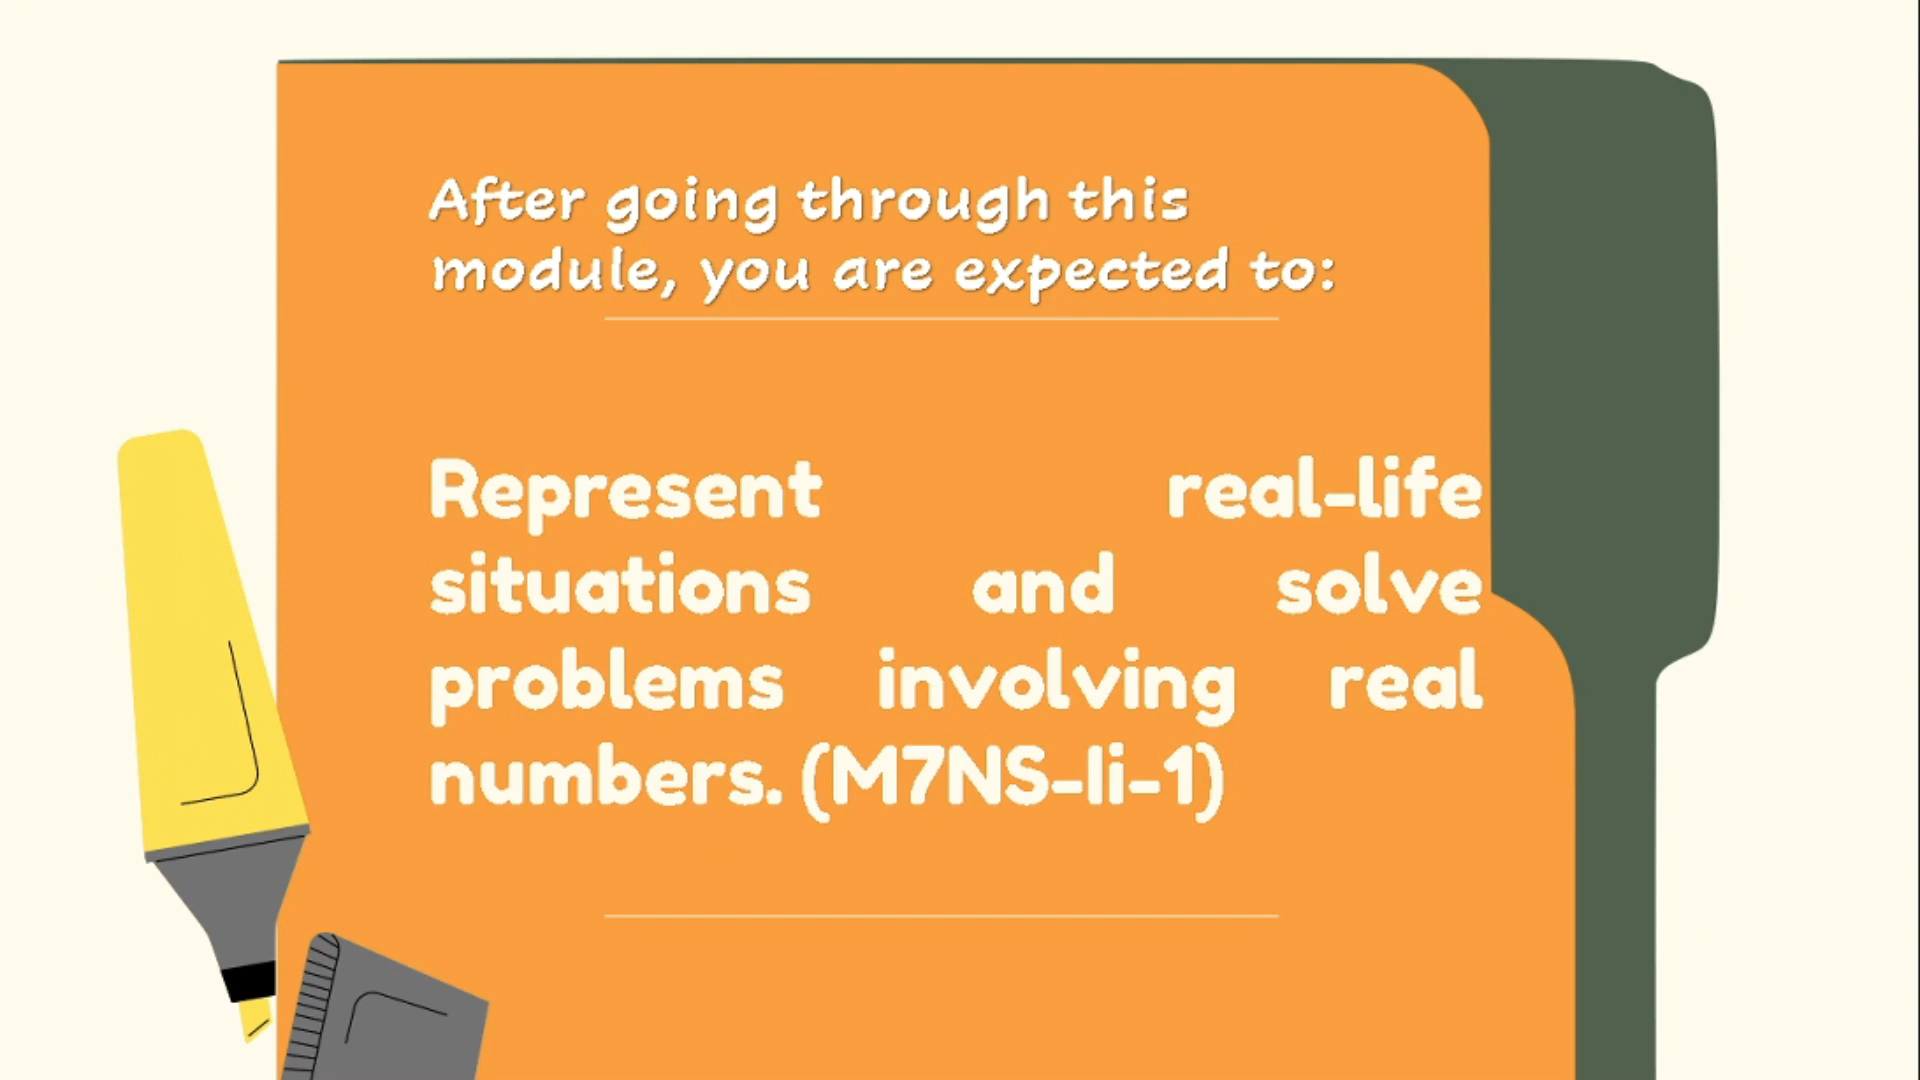 After going through this
module, you are expected to:
Represent real-life
situations and solve
problems involving real
numbers. (M7NS-Ii-1)